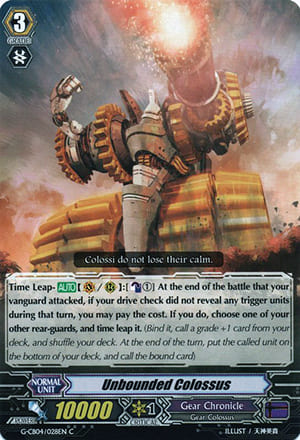 3
GRADE
Colossi do not lose their calm.
Time Leap- AUTO [ / ]:[ (1)] At the end of the battle that your
vanguard attacked, if your drive check did not reveal any trigger units
during that turn, you may pay the cost. If you do, choose one of your
other rear-guards, and time leap it. (Bind it, call a grade +1 card from your
deck, and shuffle your deck. At the end of that turn, put the called unit on
the bottom of your deck, and call the bound card)
NORMAL
UNIT
Unbounded Colossus
10000
1
CRITICAL
Gear Chronicle
Gear Colossus
G-CB04/028EN C
ILLUST / 天神英貴